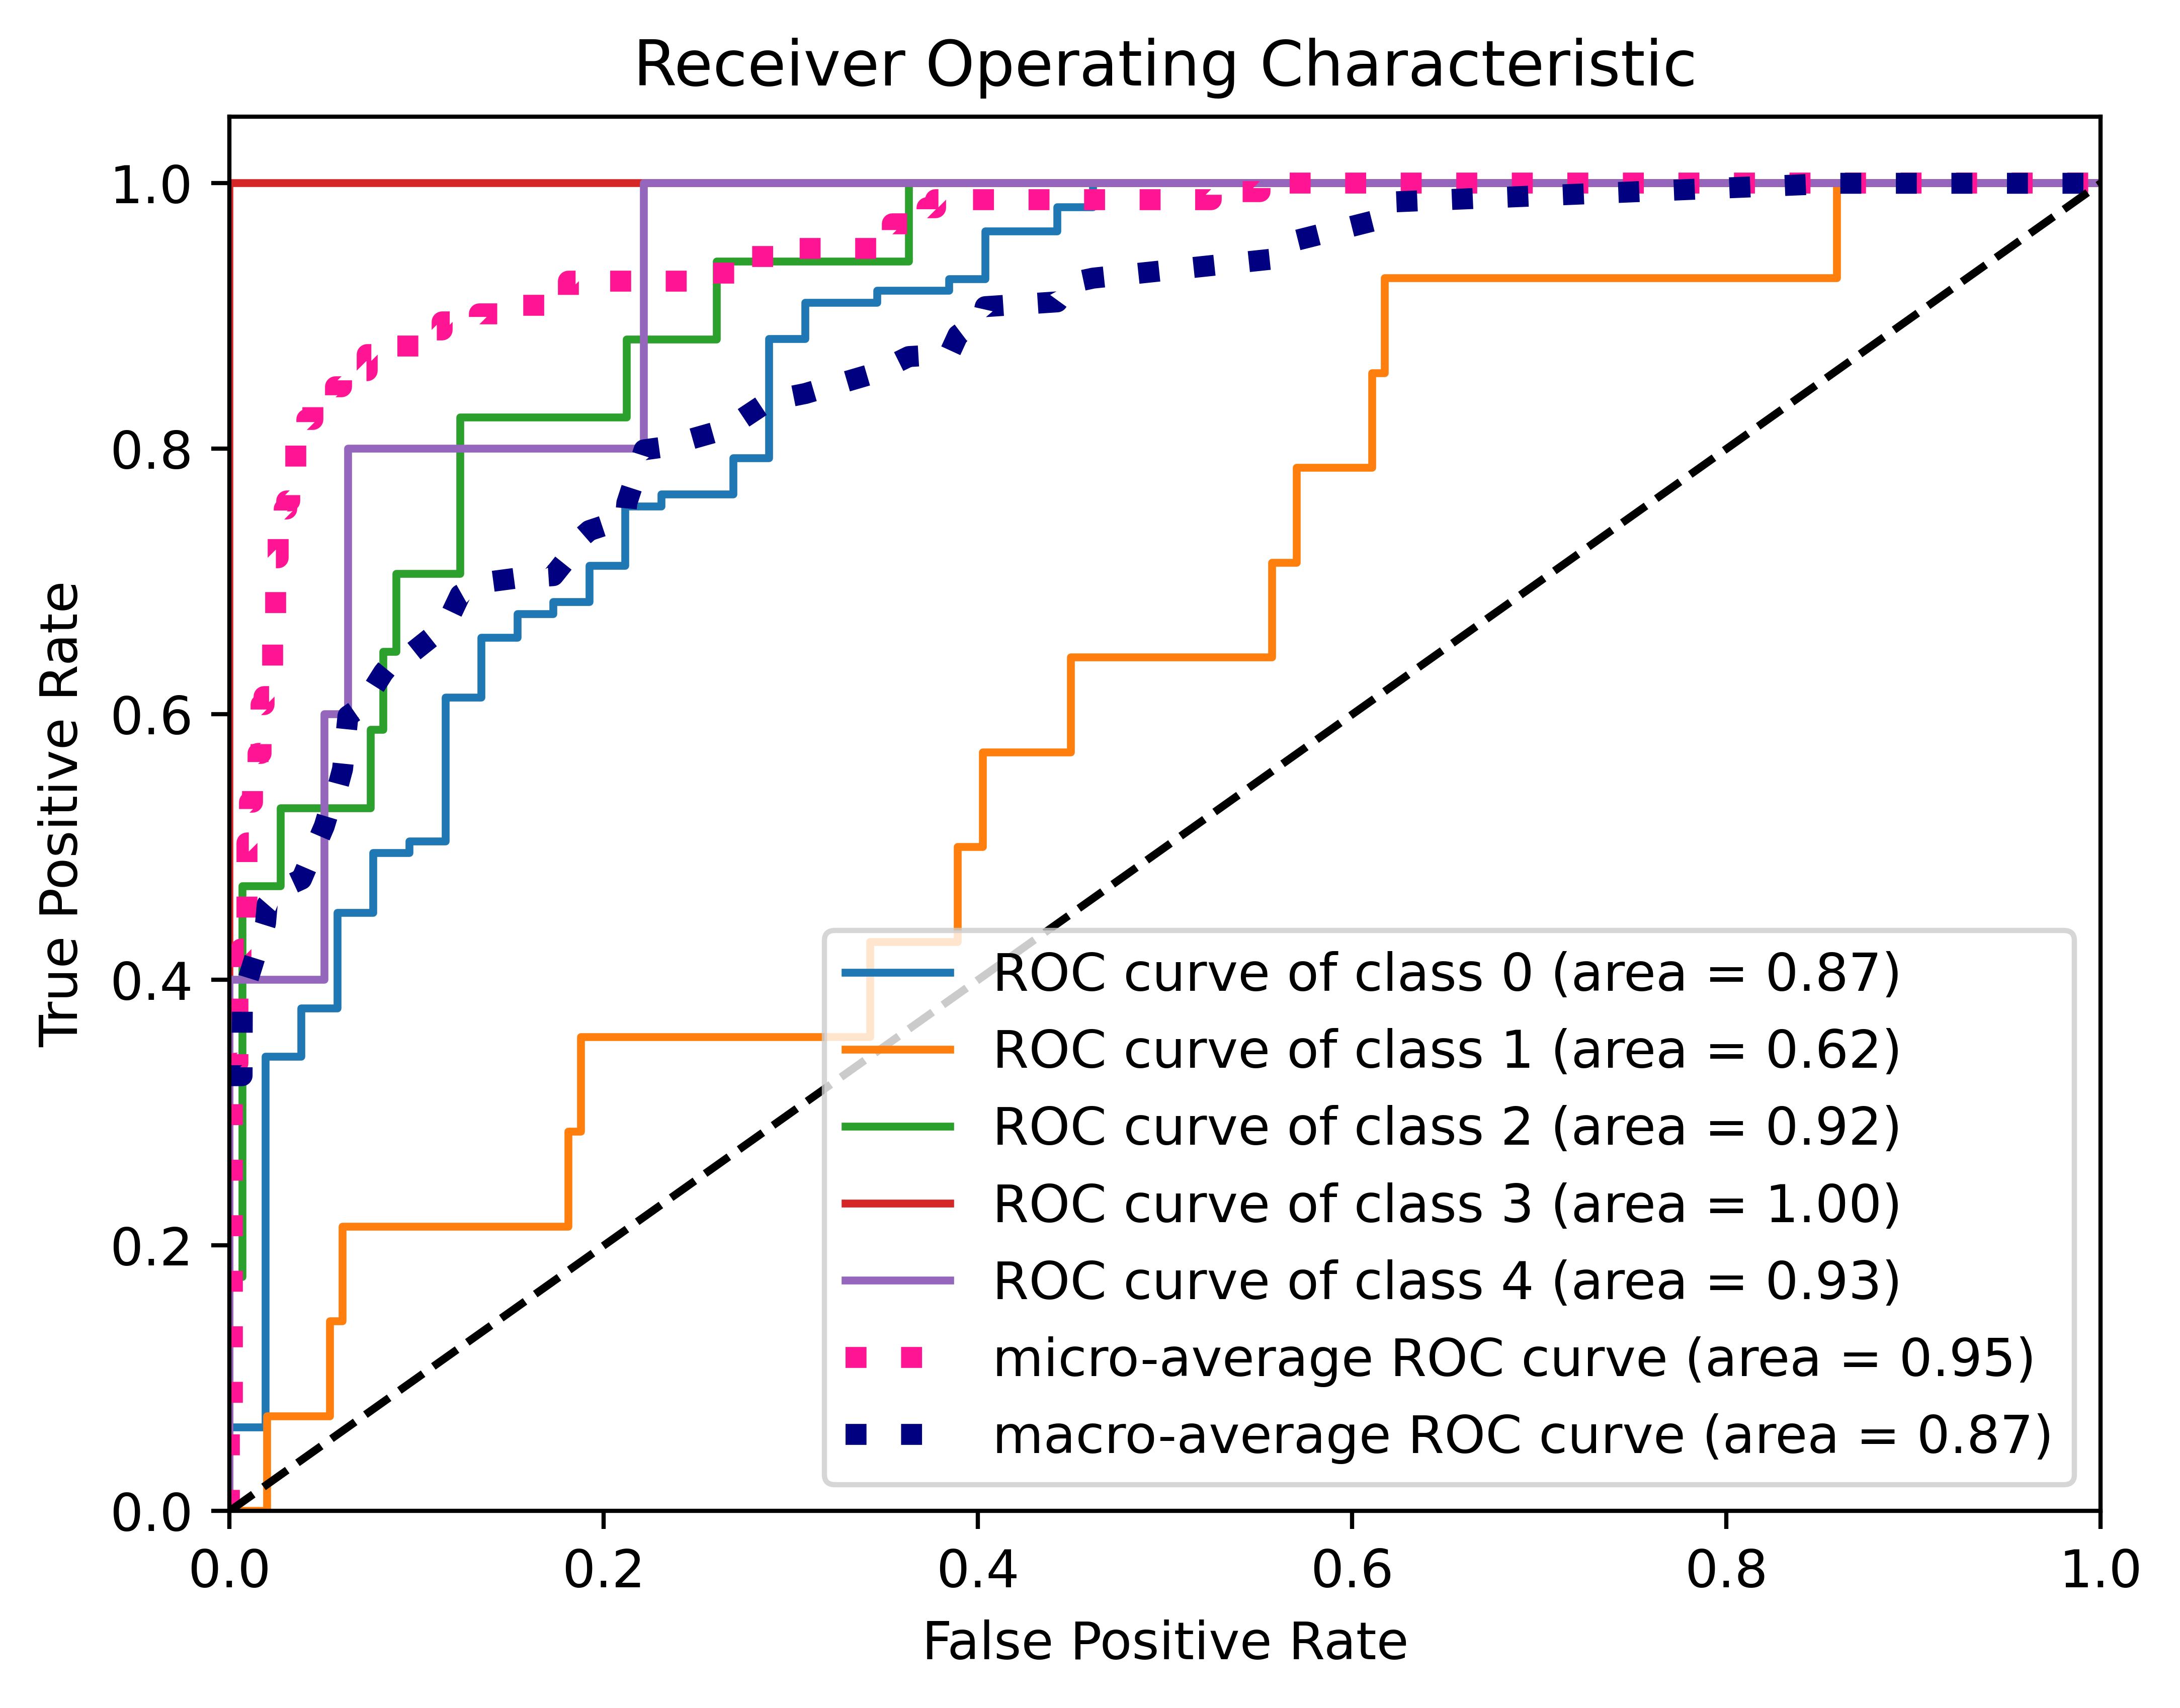 Receiver Operating Characteristic
True Positive Rate
1.0
0.8
0.6
0.4
0.2
0.0
ROC curve of class 0 (area = 0.87)
ROC curve of class 1 (area = 0.62)
ROC curve of class 2 (area = 0.92)
ROC curve of class 3 (area = 1.00)
ROC curve of class 4 (area = 0.93)
micro-average ROC curve (area = 0.95)
macro-average ROC curve (area = 0.87)
0.0 0.2 0.4 0.6 0.8 1.0
False Positive Rate